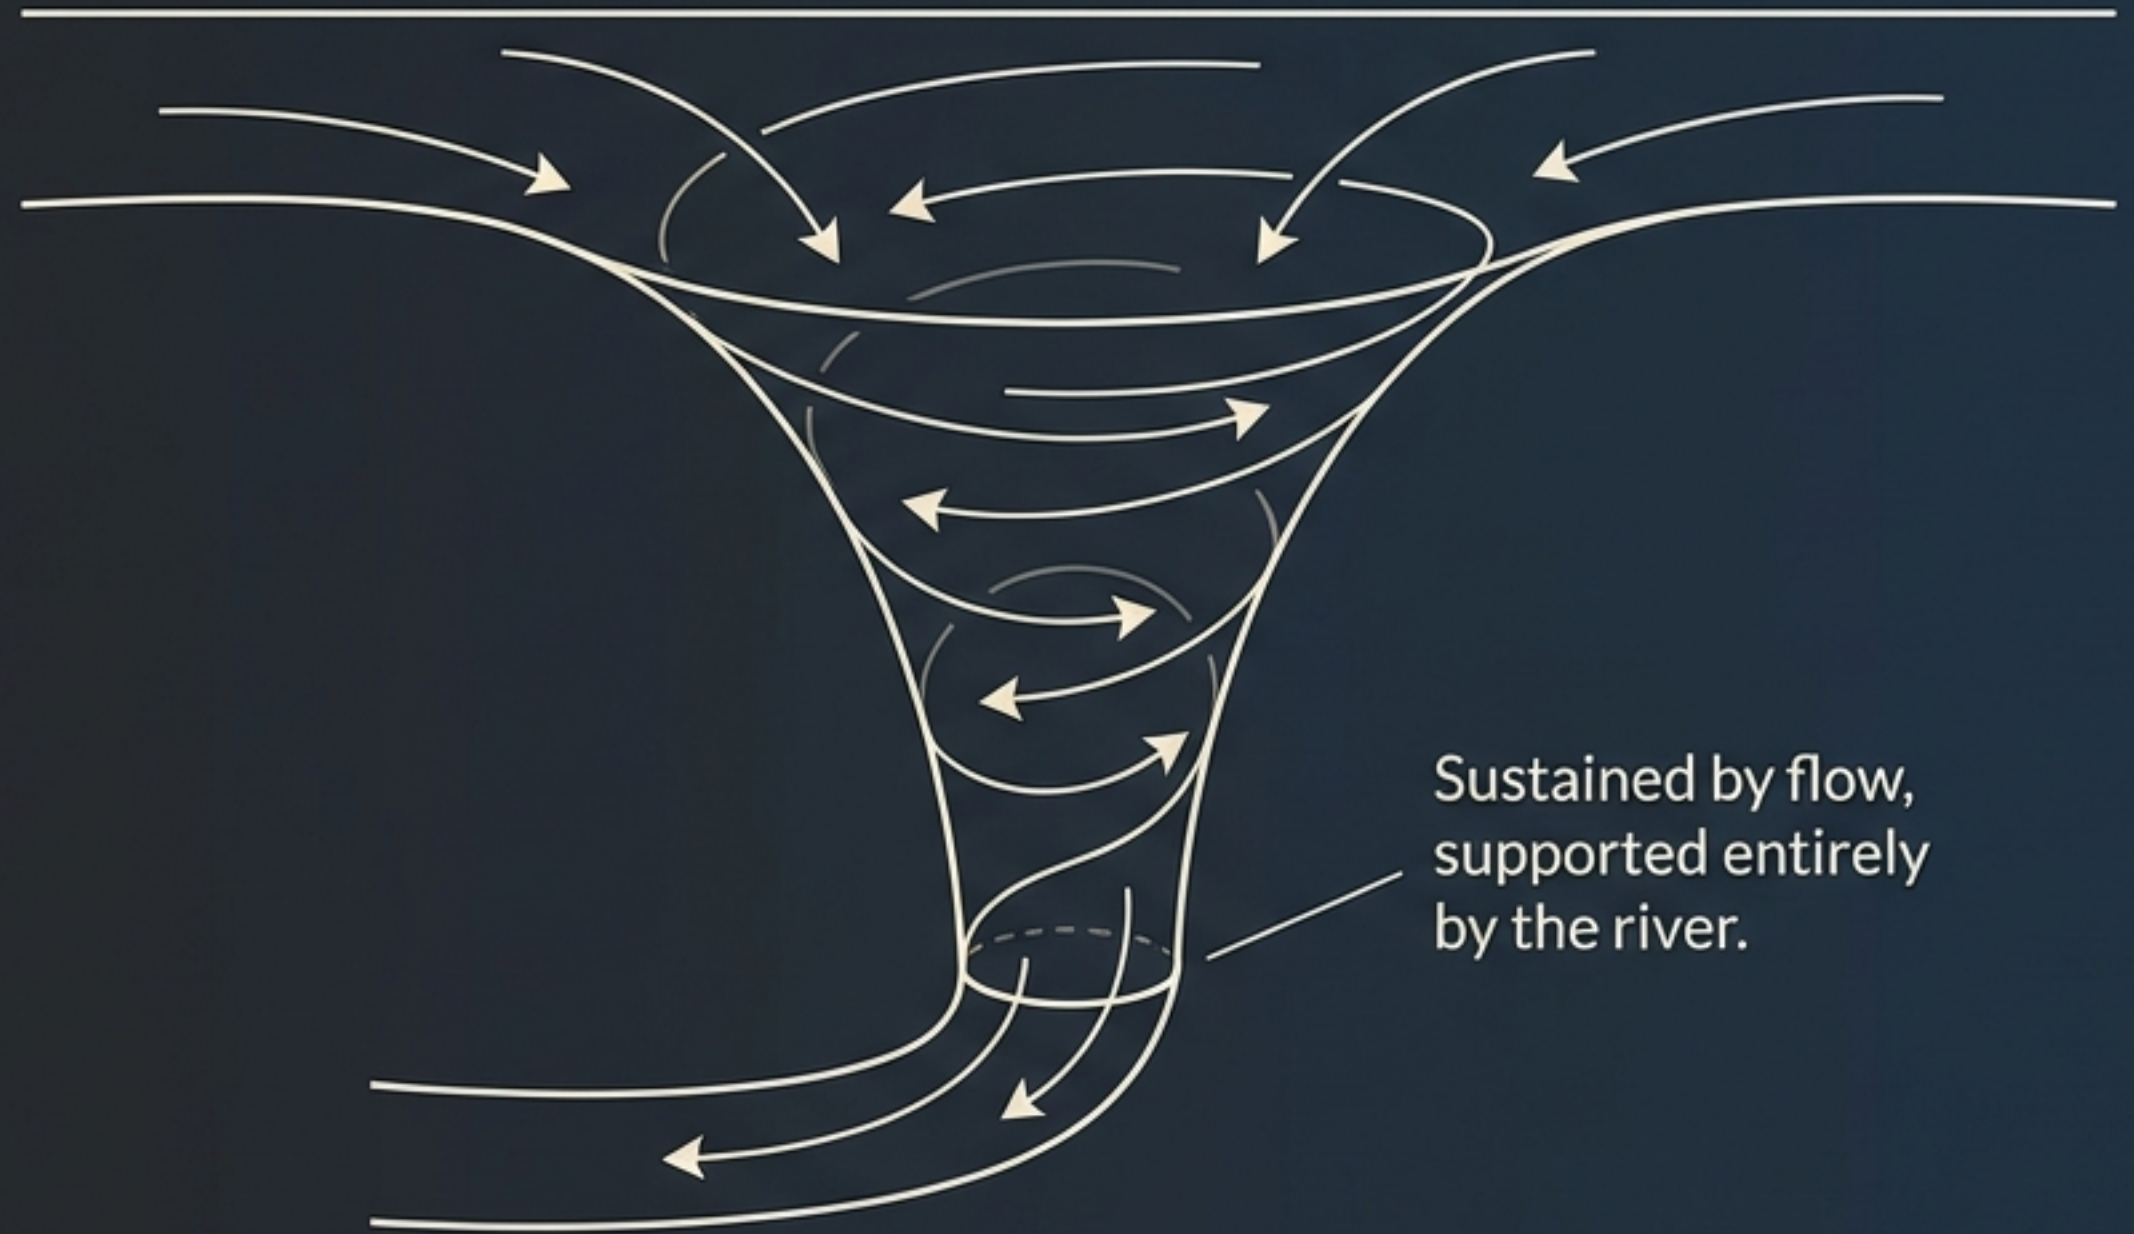 Sustained by flow,
supported entirely
by the river.